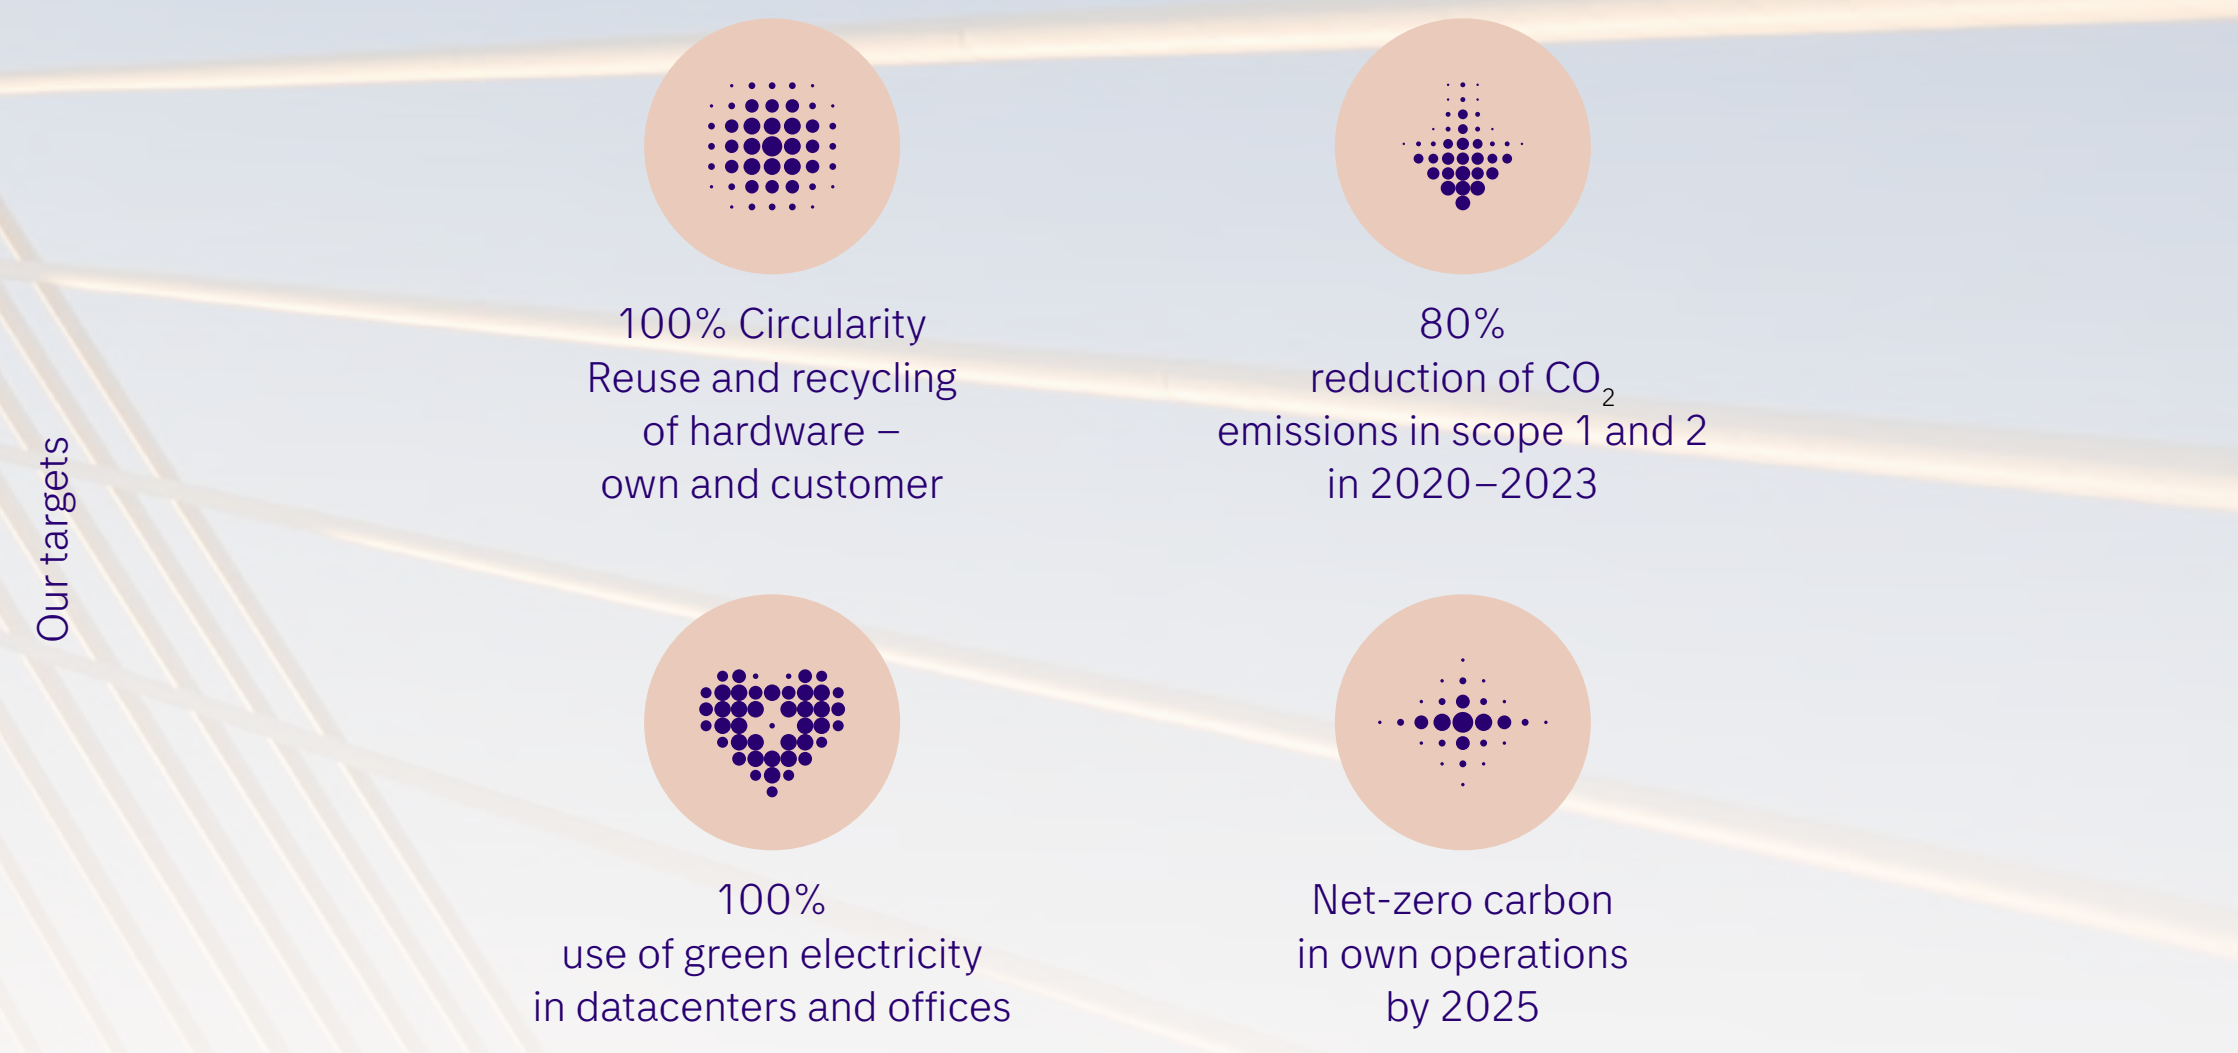 Our targets
100% Circularity
Reuse and recycling
of hardware –
own and customer
80%
reduction of CO₂
emissions in scope 1 and 2
in 2020–2023
100%
use of green electricity
in datacenters and offices
Net-zero carbon
in own operations
by 2025